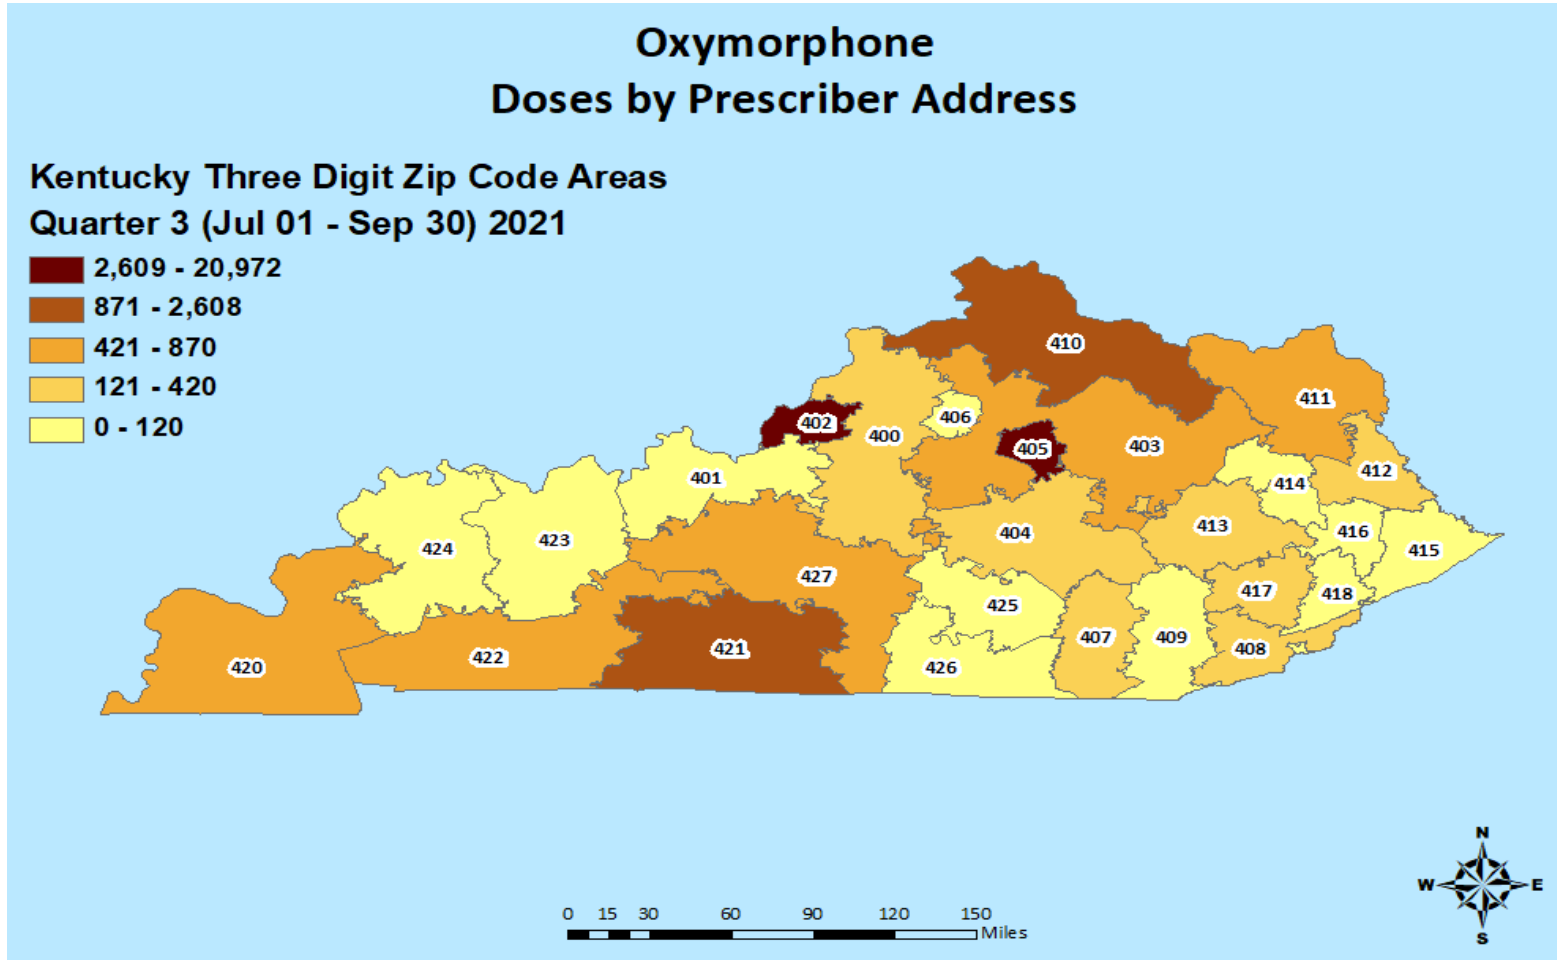 Oxymorphone
Doses by Prescriber Address
Kentucky Three Digit Zip Code Areas
Quarter 3 (Jul 01 - Sep 30) 2021
2,609 - 20,972
871 - 2,608
421 - 870
121 - 420
0 - 120
410
411
406
402
400
405
403
412
401
414
413
416
404
423
424
415
427
417
418
425
407
409
408
421
422
426
420
N
W
E
S
0 15 30 60 90 120 150
Miles